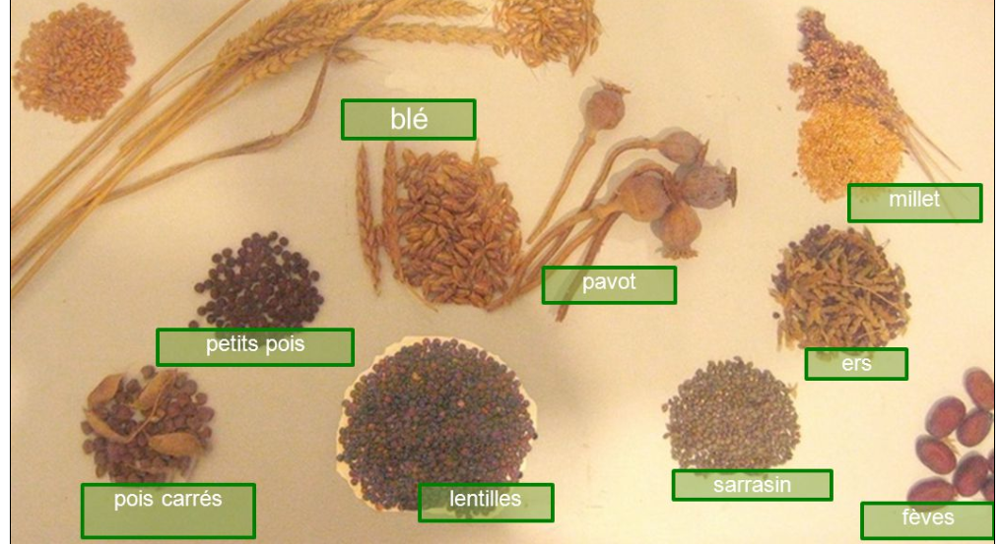 blé
millet
pavot
petits pois
ers
pois carrés
lentilles
sarrasin
fèves